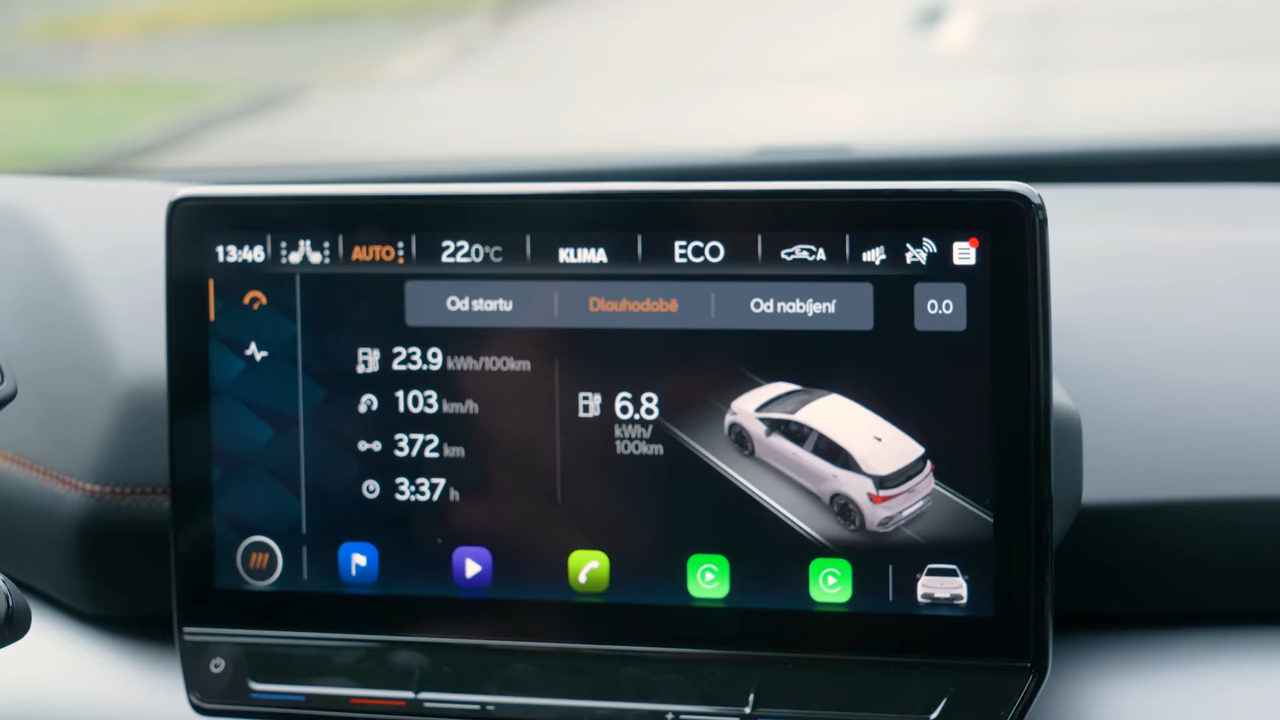 13:46 AUTO 22.0°C KLIMA ECO A
Od startu Dlouhodobě Od nabíjení 0.0
23.9 kWh/100km
103 km/h
372 km
3:37 h
6.8
kWh/
100km